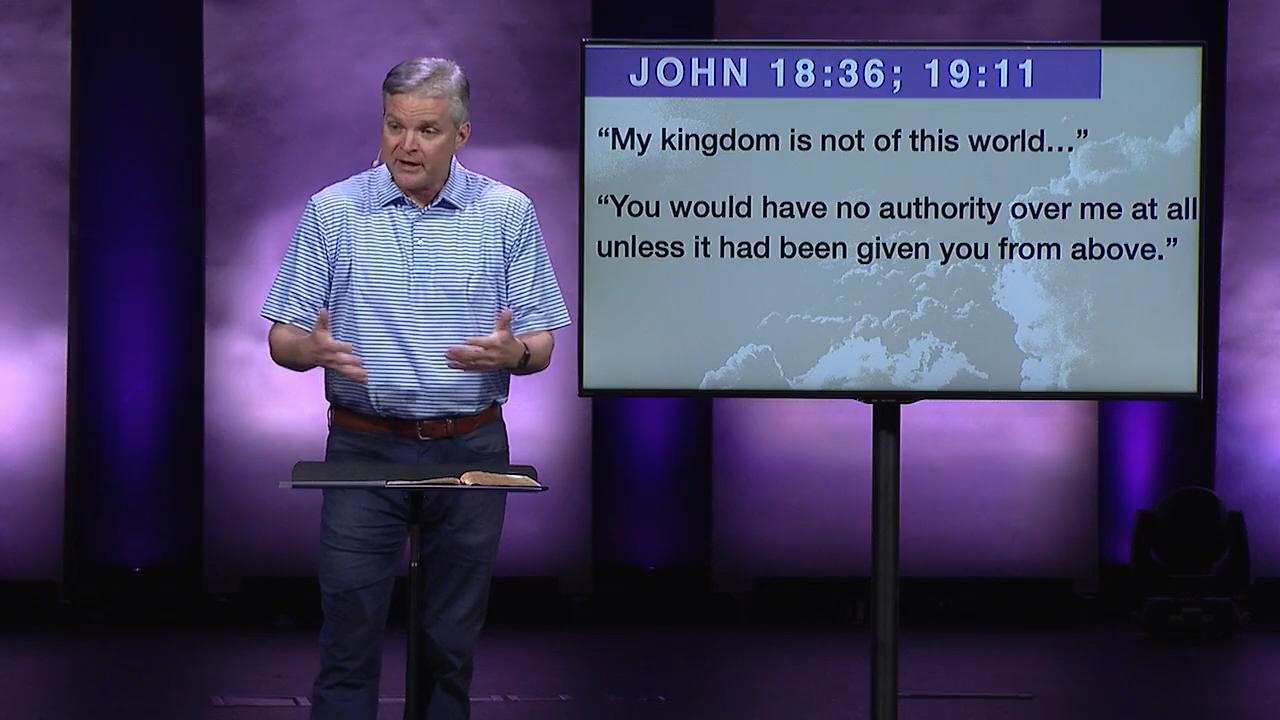 JOHN 18:36; 19:11
“My kingdom is not of this world…”
“You would have no authority over me at all
unless it had been given you from above.”